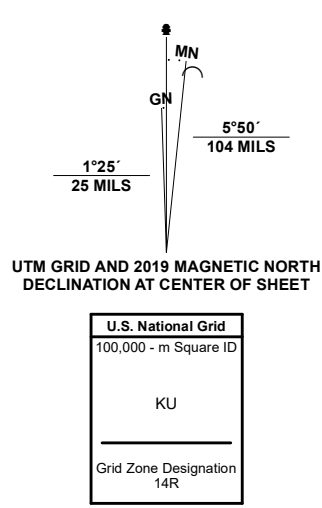 MN
GN
5°50´
104 MILS
1°25´
25 MILS
UTM GRID AND 2019 MAGNETIC NORTH
DECLINATION AT CENTER OF SHEET
U.S. National Grid
100,000 - m Square ID
KU
Grid Zone Designation
14R